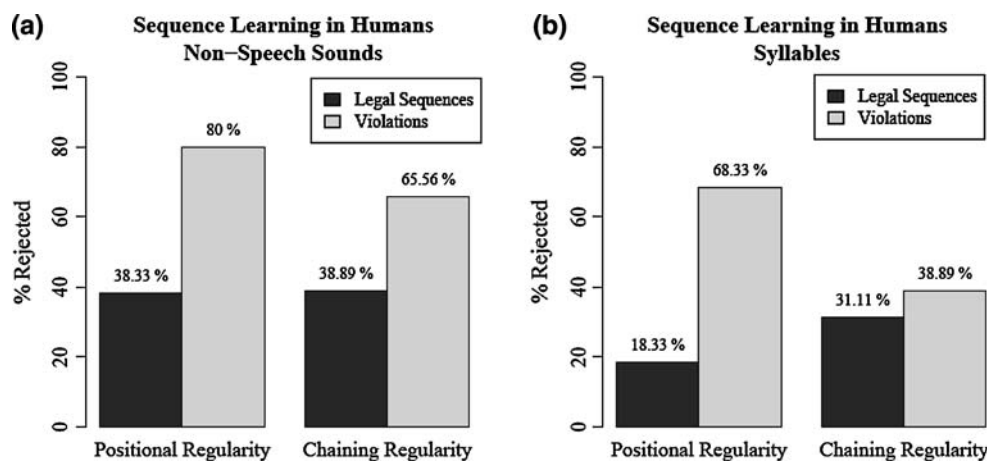 (a)
Sequence Learning in Humans
Non−Speech Sounds
% Rejected
100
80
60
40
20
0
Legal Sequences
Violations
80 %
65.56 %
38.33 %
38.89 %
Positional Regularity
Chaining Regularity
(b)
Sequence Learning in Humans
Syllables
% Rejected
100
80
60
40
20
0
Legal Sequences
Violations
68.33 %
38.89 %
31.11 %
18.33 %
Positional Regularity
Chaining Regularity